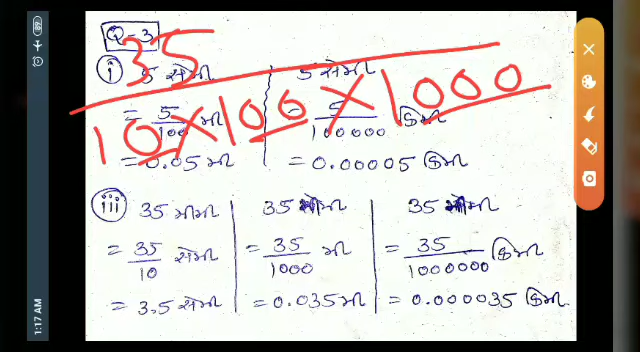 Q-3
35
10 × 100 × 1000
(i) 5 સેમી 5 સેમી
= 5/100 મી = 5/100000 કિમી
= 0.05 મી = 0.00005 કિમી
(iii) 35 મીમી 35 મીમી 35 મીમી
= 35/10 સેમી = 35/1000 મી = 35/1000000 કિમી
= 3.5 સેમી = 0.035 મી = 0.000035 કિમી
1:17 AM